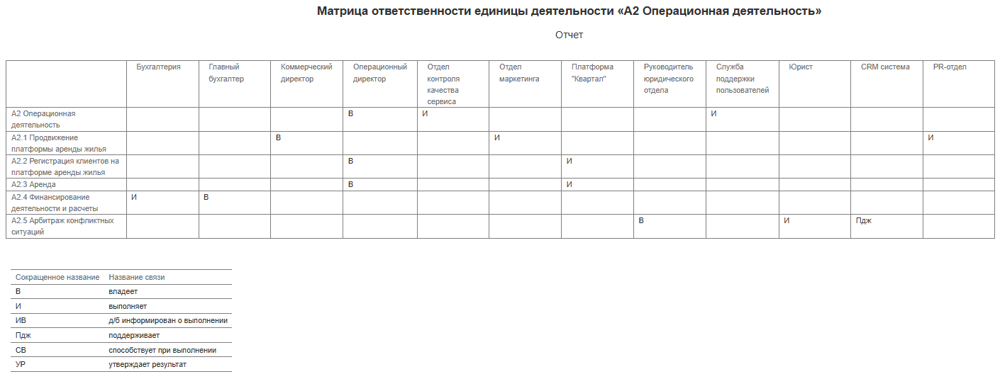 Матрица ответственности единицы деятельности «А2 Операционная деятельность»
Отчет
Бухгалтерия
Главный
бухгалтер
Коммерческий
директор
Операционный
директор
Отдел
контроля
качества
сервиса
Отдел
маркетинга
Платформа
"Квартал"
Руководитель
юридического
отдела
Служба
поддержки
пользователей
Юрист
CRM система
PR-отдел
А2 Операционная
деятельность
В
И
И
А2.1 Продвижение
платформы аренды жилья
В
И
И
А2.2 Регистрация клиентов на
платформе аренды жилья
В
И
А2.3 Аренда
В
И
А2.4 Финансирование
деятельности и расчеты
И
В
А2.5 Арбитраж конфликтных
ситуаций
В
И
Пдж
Сокращенное название Название связи
В владеет
И выполняет
ИВ д/б информирован о выполнении
Пдж поддерживает
СВ способствует при выполнении
УР утверждает результат